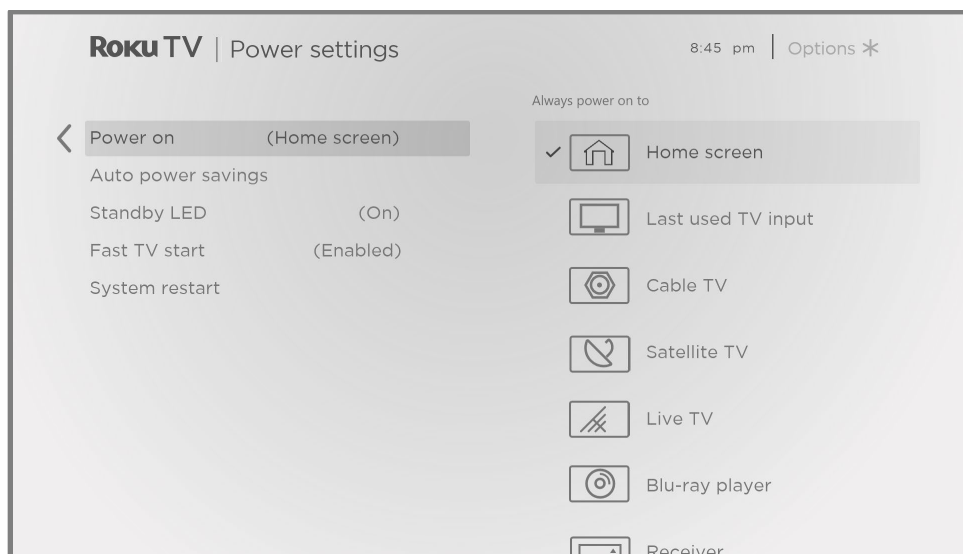 Roku TV | Power settings
8:45 pm | Options *
Always power on to
Power on (Home screen)
Auto power savings
Standby LED (On)
Fast TV start (Enabled)
System restart
Home screen
Last used TV input
Cable TV
Satellite TV
Live TV
Blu-ray player
Receiver